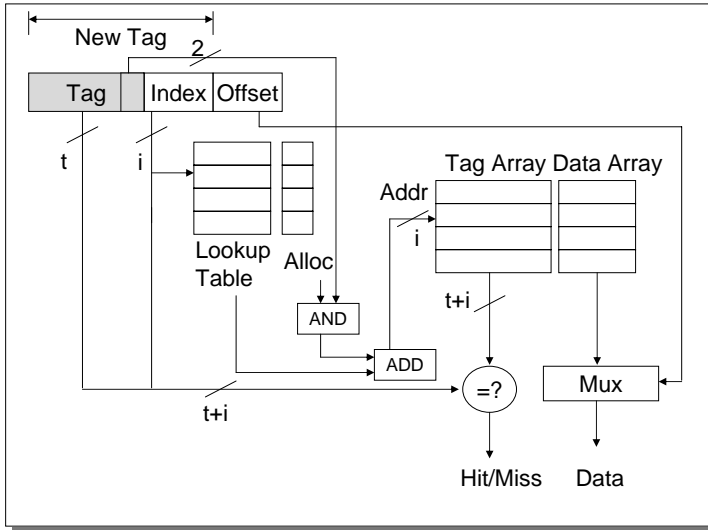 New Tag
2
Tag
Index
Offset
t
i
Tag Array Data Array
Addr
i
Lookup
Table
Alloc
t+i
AND
ADD
=?
Mux
t+i
Hit/Miss
Data